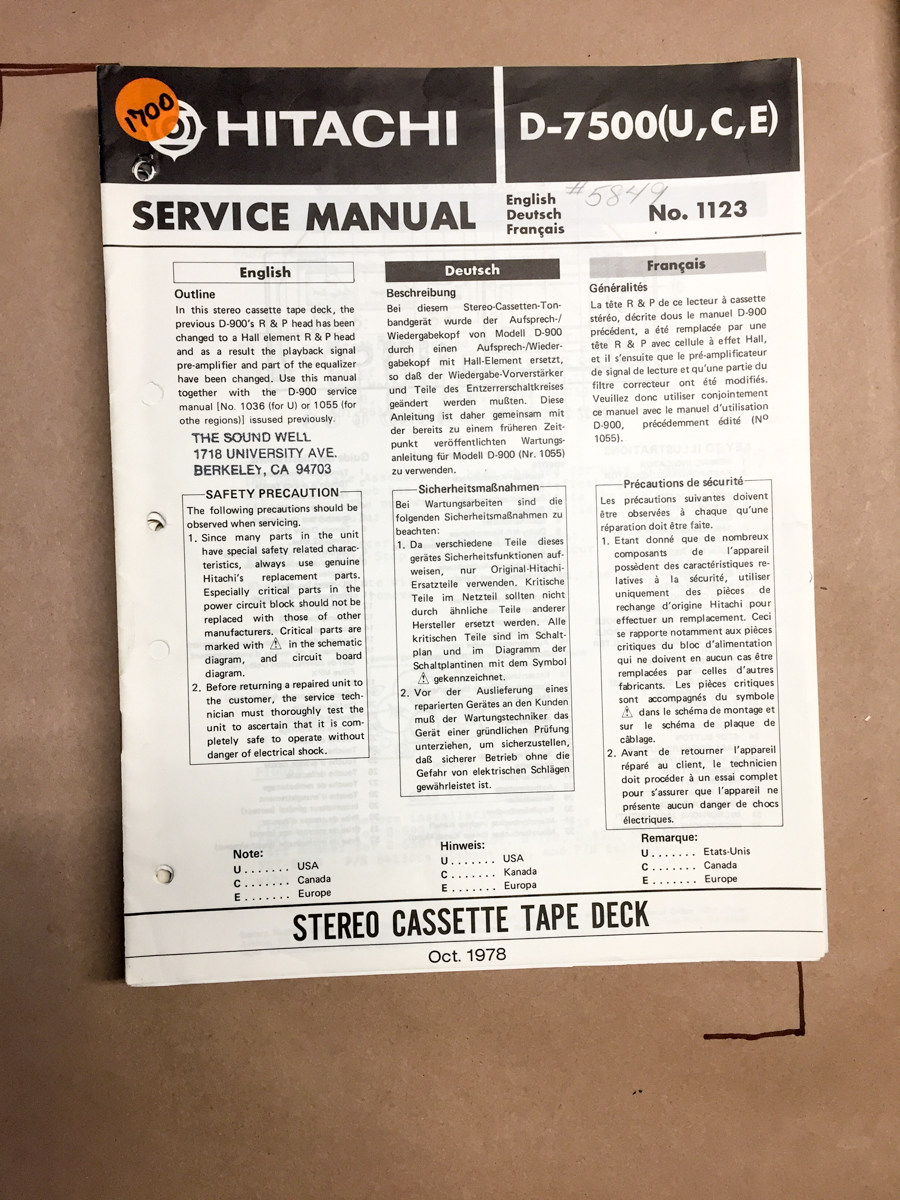 1700
HITACHI
D-7500(U,C,E)
SERVICE MANUAL
English
Deutsch
Français
#5849
No. 1123
English
Outline
In this stereo cassette tape deck, the
previous D-900's R & P head has been
changed to a Hall element R & P head
and as a result the playback signal
pre-amplifier and part of the equalizer
have been changed. Use this manual
together with the D-900 service
manual [No. 1036 (for U) or 1055 (for
othe regions)] issused previously.
THE SOUND WELL
1718 UNIVERSITY AVE.
BERKELEY, CA 94703
SAFETY PRECAUTION
The following precautions should be
observed when servicing.
1. Since many parts in the unit
have special safety related charac-
teristics, always use genuine
Hitachi's replacement parts.
Especially critical parts in the
power circuit block should not be
replaced with those of other
manufacturers. Critical parts are
marked with ⚠ in the schematic
diagram, and circuit board
diagram.
2. Before returning a repaired unit to
the customer, the service tech-
nician must thoroughly test the
unit to ascertain that it is com-
pletely safe to operate without
danger of electrical shock.
Note:
U ....... USA
C ....... Canada
E ....... Europe
Deutsch
Beschreibung
Bei diesem Stereo-Cassetten-Ton-
bandgerät wurde der Aufsprech-/
Wiedergabekopf von Modell D-900
durch einen Aufsprech-/Wieder-
gabekopf mit Hall-Element ersetzt,
so daß der Wiedergabe-Vorverstärker
und Teile des Entzerrerschaltkreises
geändert werden mußten. Diese
Anleitung ist daher gemeinsam mit
der bereits zu einem früheren Zeit-
punkt veröffentlichten Wartungs-
anleitung für Modell D-900 (Nr. 1055)
zu verwenden.
Sicherheitsmaßnahmen
Bei Wartungsarbeiten sind die
folgenden Sicherheitsmaßnahmen zu
beachten:
1. Da verschiedene Teile dieses
gerätes Sicherheitsfunktionen auf-
weisen, nur Original-Hitachi-
Ersatzteile verwenden. Kritische
Teile im Netzteil sollten nicht
durch ähnliche Teile anderer
Hersteller ersetzt werden. Alle
kritischen Teile sind im Schalt-
plan und im Diagramm der
Schaltplantinen mit dem Symbol
⚠ gekennzeichnet.
2. Vor der Auslieferung eines
reparierten Gerätes an den Kunden
muß der Wartungstechniker das
Gerät einer gründlichen Prüfung
unterziehen, um sicherzustellen,
daß sicherer Betrieb ohne die
Gefahr von elektrischen Schlägen
gewährleistet ist.
Hinweis:
U ....... USA
C ....... Kanada
E ....... Europa
Français
Généralités
La tête R & P de ce lecteur à cassette
stéréo, décrite dous le manuel D-900
précédent, a été remplacée par une
tête R & P avec cellule à effet Hall,
et il s'ensuite que le pré-amplificateur
de signal de lecture et qu'une partie du
filtre correcteur ont été modifiés.
Veuillez donc utiliser conjointement
ce manuel avec le manuel d'utilisation
D-900, précédemment édité (Nº
1055).
Précautions de sécurité
Les précautions suivantes doivent
être observées à chaque qu'une
réparation doit être faite.
1. Etant donné que de nombreux
composants de l'appareil
possèdent des caractéristiques re-
latives à la sécurité, utiliser
uniquement des pièces de
rechange d'origine Hitachi pour
effectuer un remplacement. Ceci
se rapporte notamment aux pièces
critiques du bloc d'alimentation
qui ne doivent en aucun cas être
remplacées par celles d'autres
fabricants. Les pièces critiques
sont accompagnés du symbole
⚠ dans le schéma de montage et
sur le schéma de plaque de
câblage.
2. Avant de retourner l'appareil
réparé au client, le technicien
doit procéder à un essai complet
pour s'assurer que l'appareil ne
présente aucun danger de chocs
électriques.
Remarque:
U ....... Etats-Unis
C ....... Canada
E ....... Europe
STEREO CASSETTE TAPE DECK
Oct. 1978